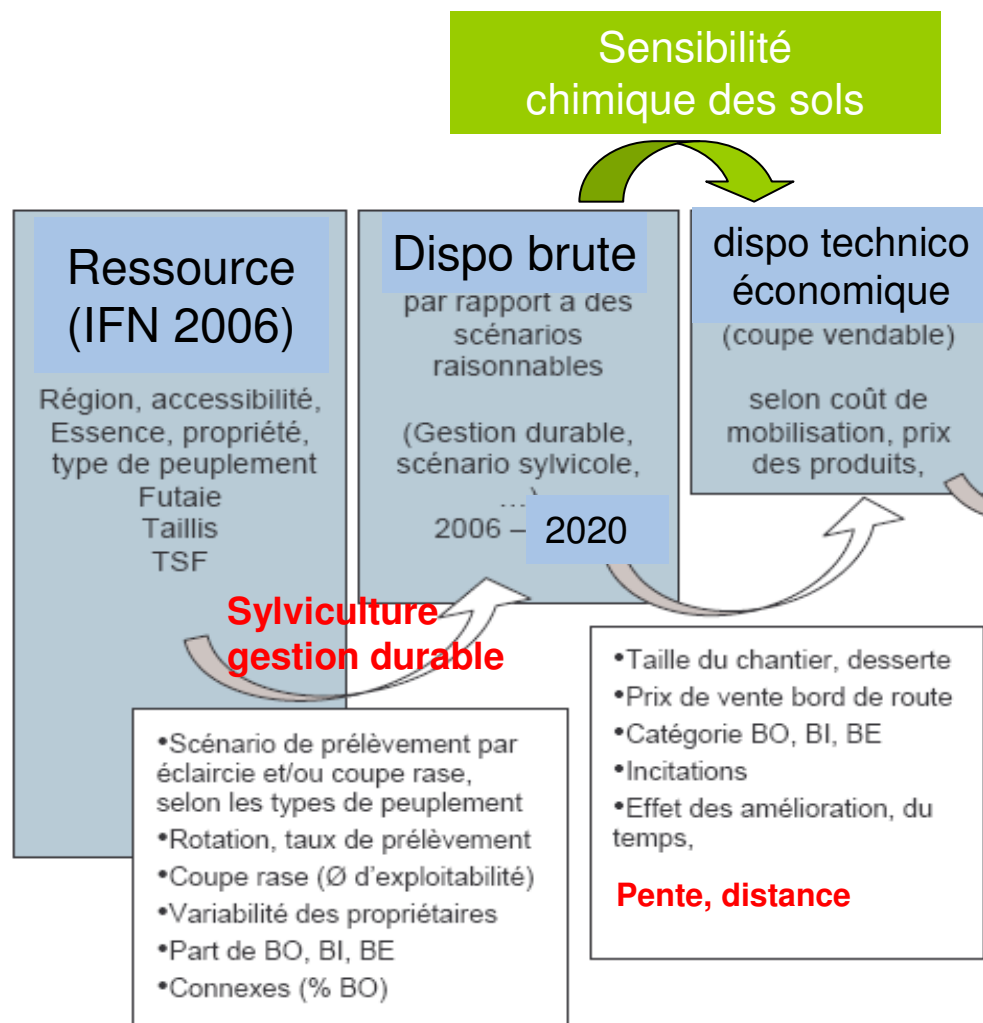 Sensibilité
chimique des sols
Ressource
(IFN 2006)
Région, accessibilité,
Essence, propriété,
type de peuplement
Futaie
Taillis
TSF
Dispo brute
par rapport a des
scénarios
raisonnables
(Gestion durable,
scénario sylvicole,
…)
2006 – 2020
dispo technico
économique
(coupe vendable)
selon coût de
mobilisation, prix
des produits,
Sylviculture
gestion durable
•Scénario de prélèvement par
éclaircie et/ou coupe rase,
selon les types de peuplement
•Rotation, taux de prélèvement
•Coupe rase (Ø d'exploitabilité)
•Variabilité des propriétaires
•Part de BO, BI, BE
•Connexes (% BO)
•Taille du chantier, desserte
•Prix de vente bord de route
•Catégorie BO, BI, BE
•Incitations
•Effet des amélioration, du
temps,
Pente, distance